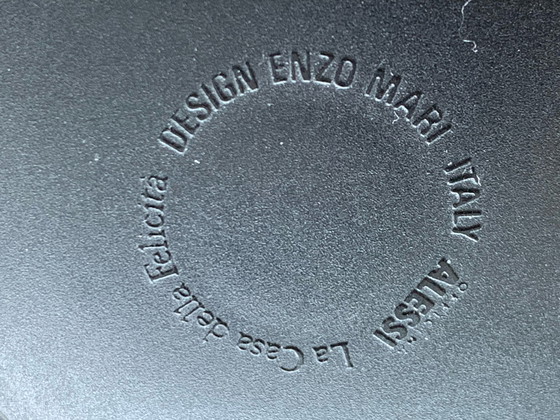 DESIGN ENZO MARI ITALY
ALESSI
La Casa della Felicità